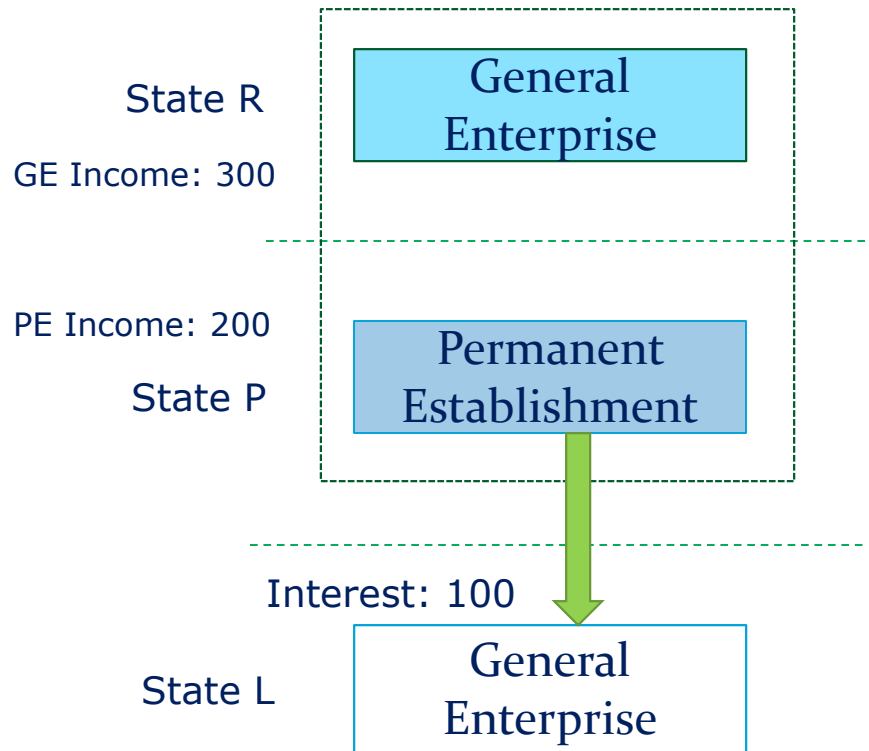 State R
General
Enterprise
GE Income: 300
PE Income: 200
State P
Permanent
Establishment
Interest: 100
State L
General
Enterprise